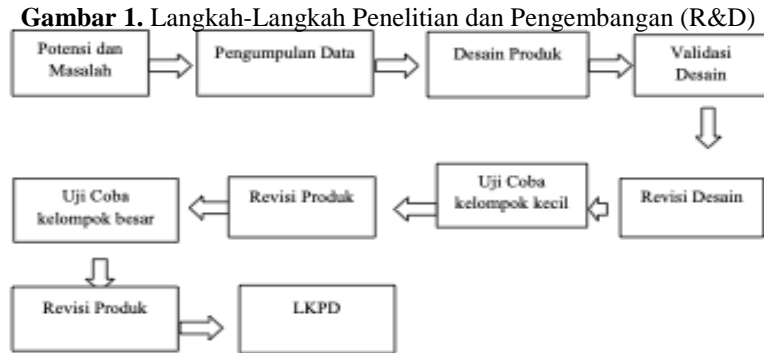 Gambar 1. Langkah-Langkah Penelitian dan Pengembangan (R&D)
Potensi dan
Masalah
Pengumpulan Data
Desain Produk
Validasi
Desain
Revisi Desain
Uji Coba
kelompok kecil
Revisi Produk
Uji Coba
kelompok besar
Revisi Produk
LKPD